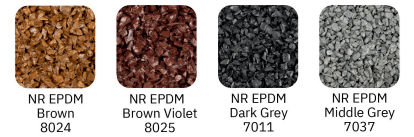 NR EPDM
Brown
8024
NR EPDM
Brown Violet
8025
NR EPDM
Dark Grey
7011
NR EPDM
Middle Grey
7037